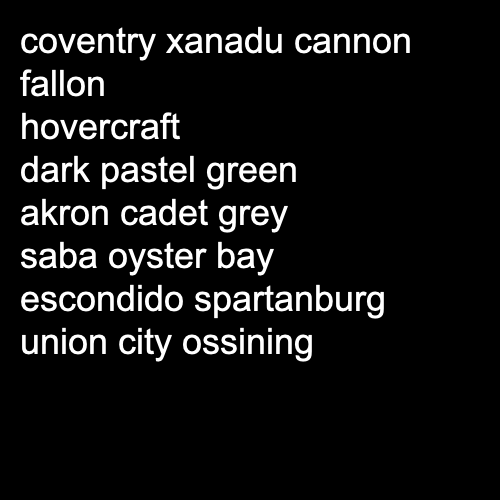 coventry xanadu cannon
fallon
hovercraft
dark pastel green
akron cadet grey
saba oyster bay
escondido spartanburg
union city ossining